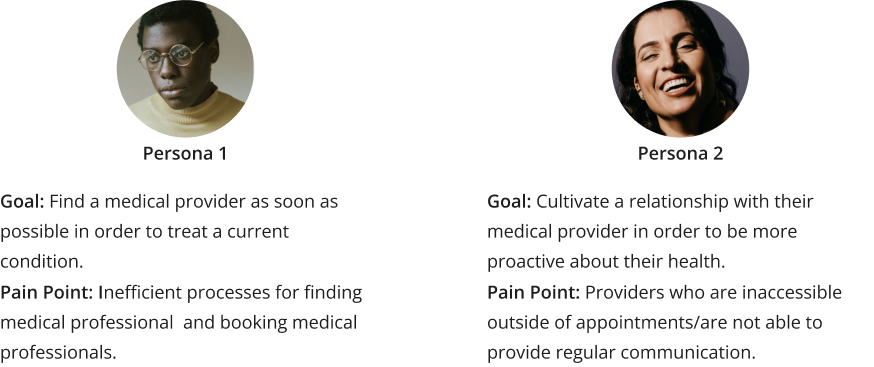 Persona 1
Goal: Find a medical provider as soon as
possible in order to treat a current
condition.
Pain Point: Inefficient processes for finding
medical professional  and booking medical
professionals.
Persona 2
Goal: Cultivate a relationship with their
medical provider in order to be more
proactive about their health.
Pain Point: Providers who are inaccessible
outside of appointments/are not able to
provide regular communication.